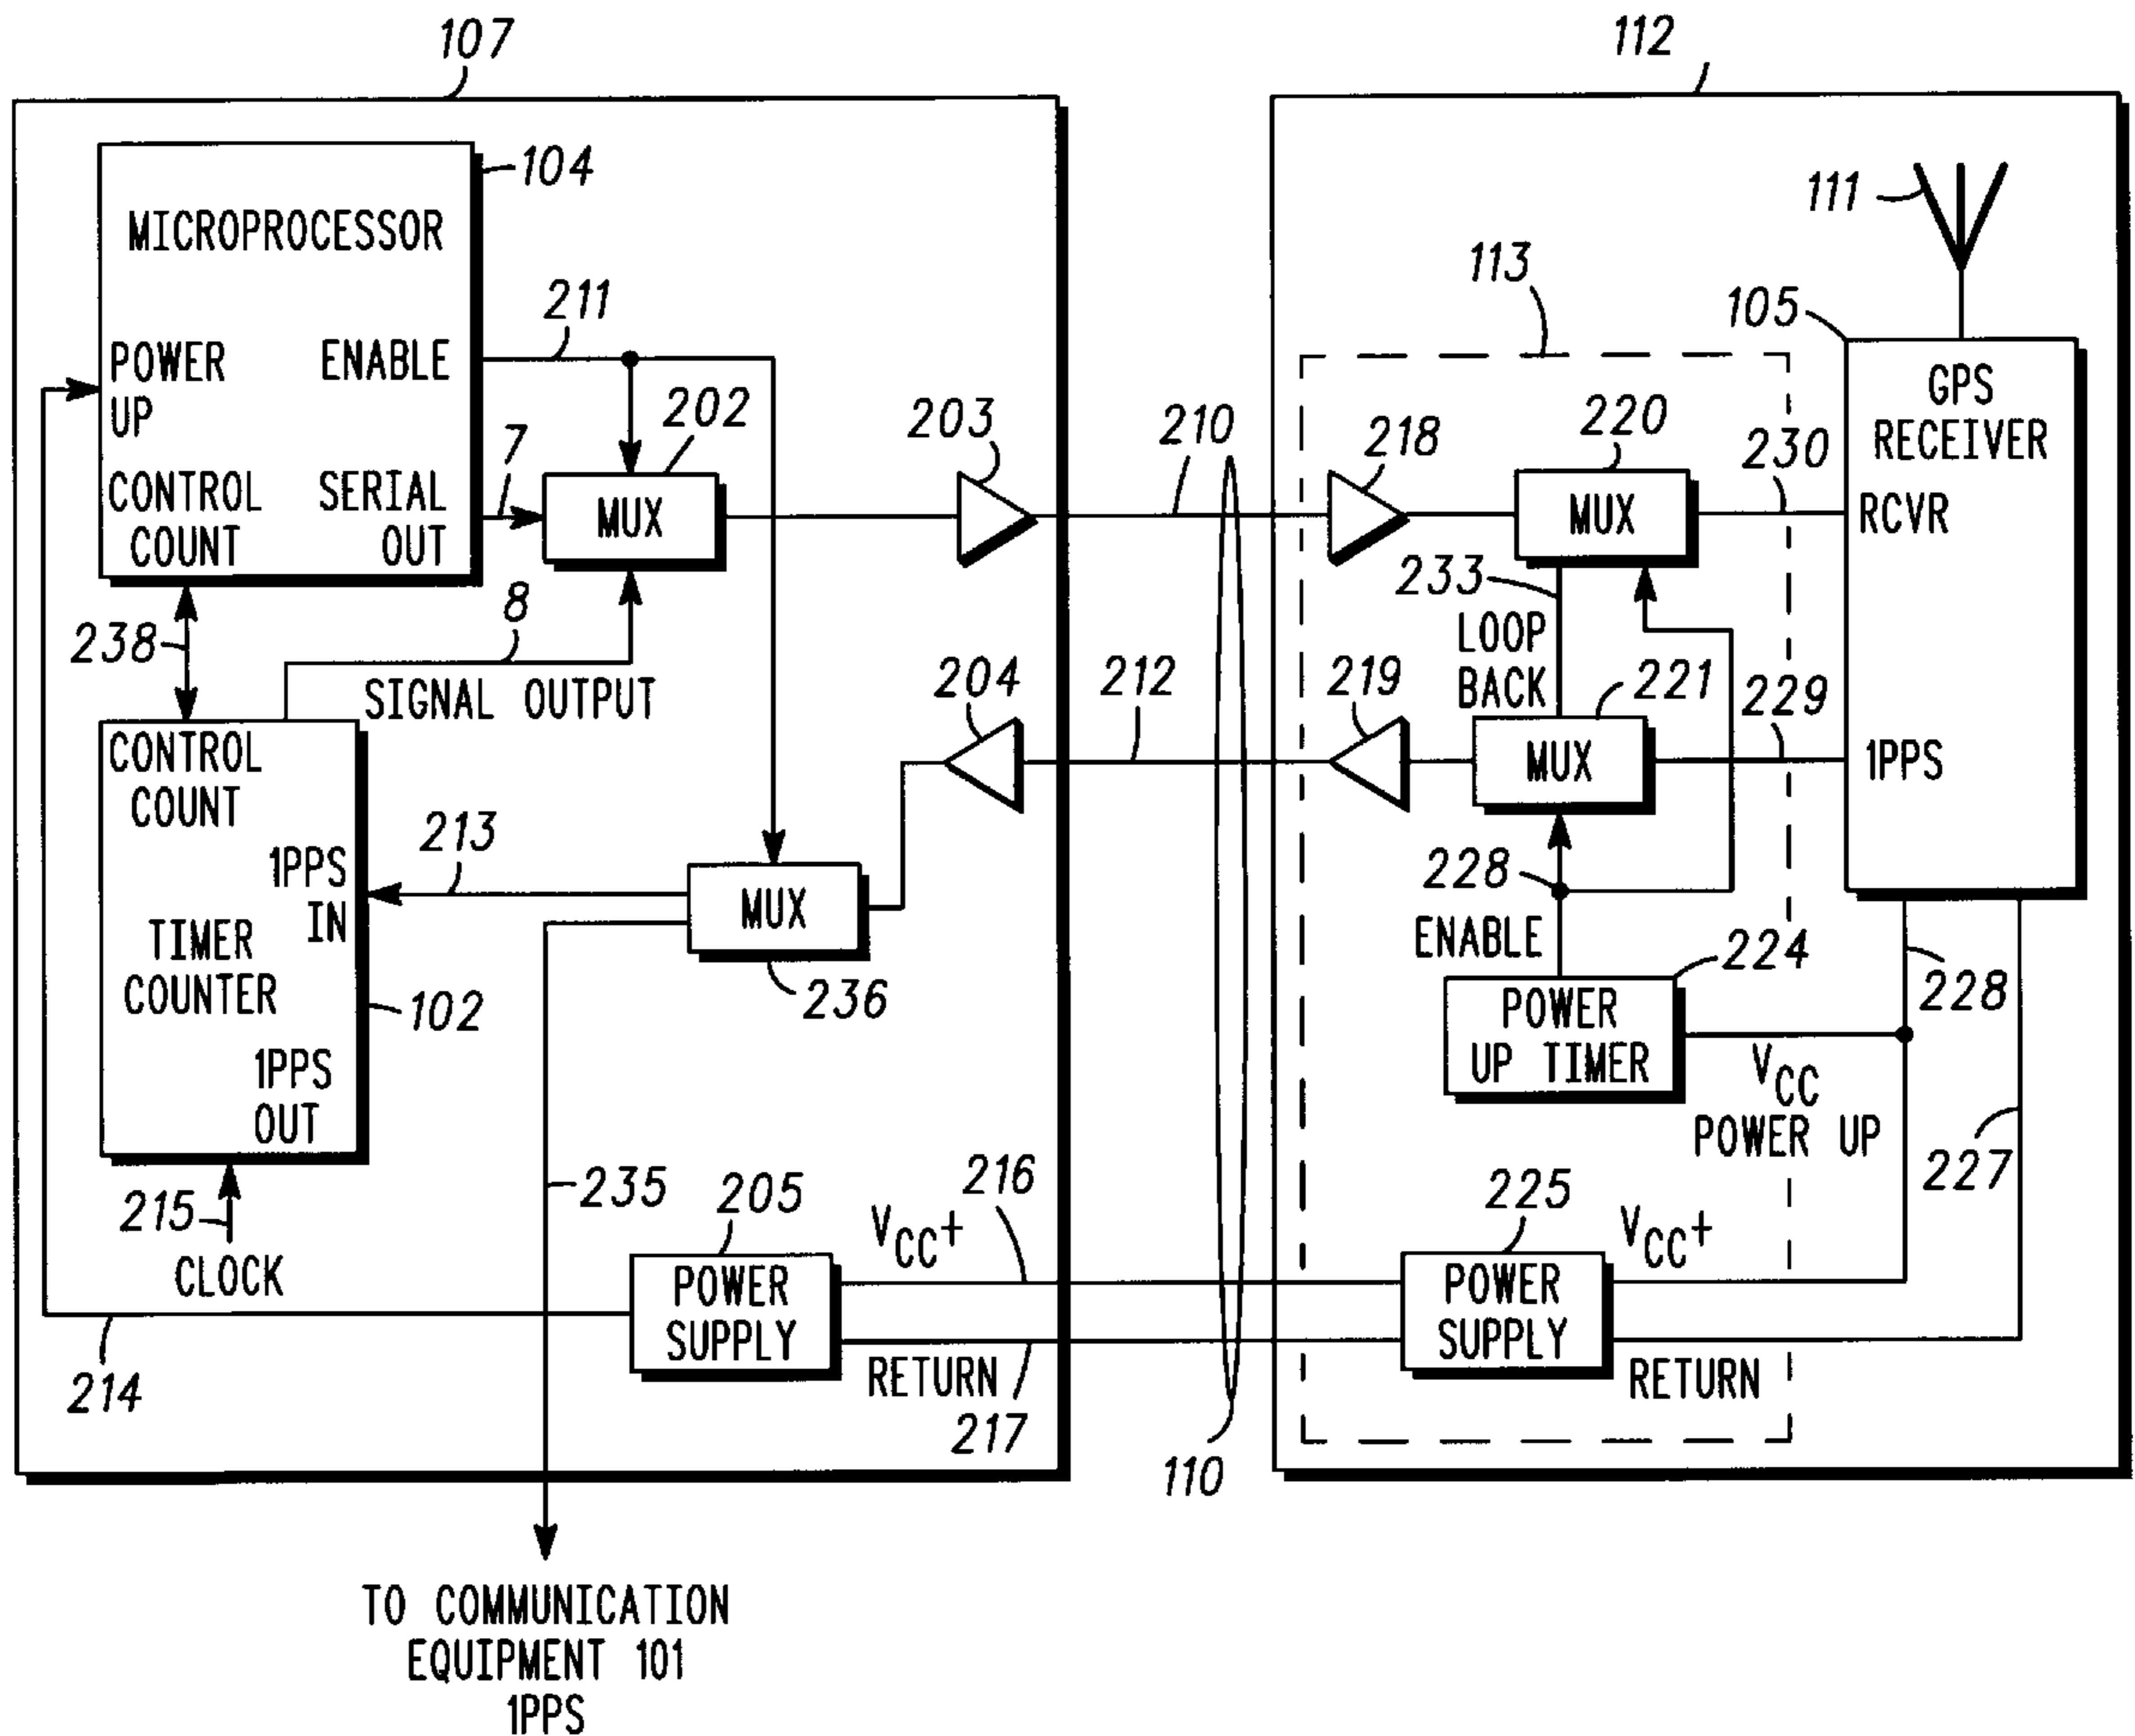 107
112
104
MICROPROCESSOR
POWER
UP
ENABLE
CONTROL
COUNT
SERIAL
OUT
211
7
202
MUX
203
210
238
8
SIGNAL OUTPUT
204
212
CONTROL
COUNT
1PPS
IN
TIMER
COUNTER
102
1PPS
OUT
213
MUX
236
215
CLOCK
214
235
205
POWER
SUPPLY
VCC+
216
RETURN
217
110
TO COMMUNICATION
EQUIPMENT 101
1PPS
111
113
105
GPS
RECEIVER
RCVR
1PPS
218
220
MUX
230
233
LOOP
BACK
219
221
MUX
229
228
ENABLE
224
POWER
UP TIMER
228
VCC
POWER UP
227
225
POWER
SUPPLY
VCC+
RETURN